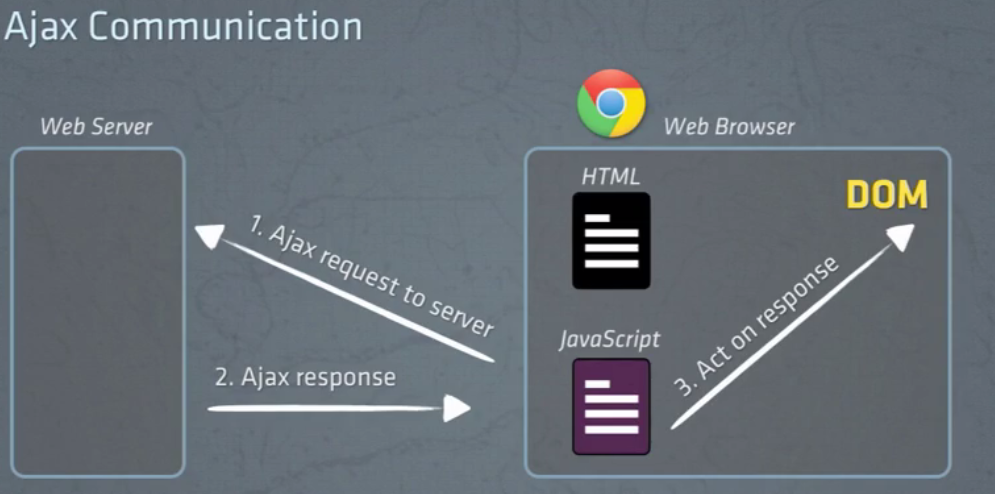 Ajax Communication
Web Server
Web Browser
HTML
DOM
1. Ajax request to server
JavaScript
2. Ajax response
3. Act on response